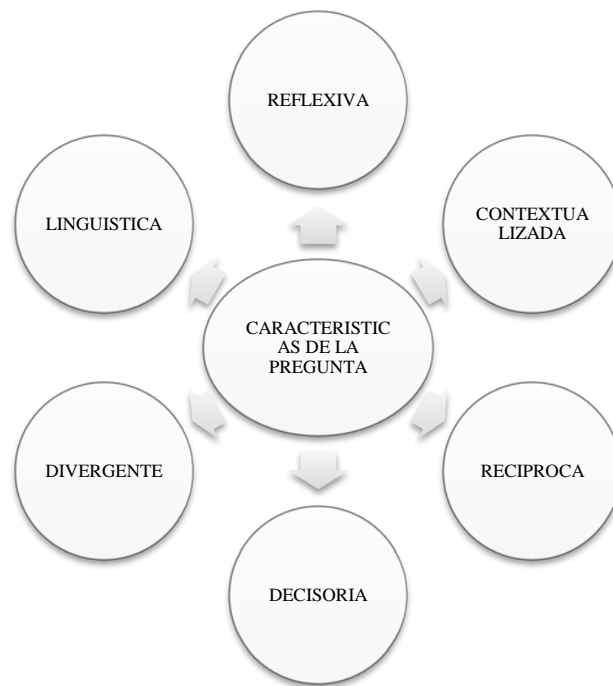 REFLEXIVA
LINGUISTICA
CONTEXTUA
LIZADA
CARACTERISTIC
AS DE LA
PREGUNTA
DIVERGENTE
RECIPROCA
DECISORIA